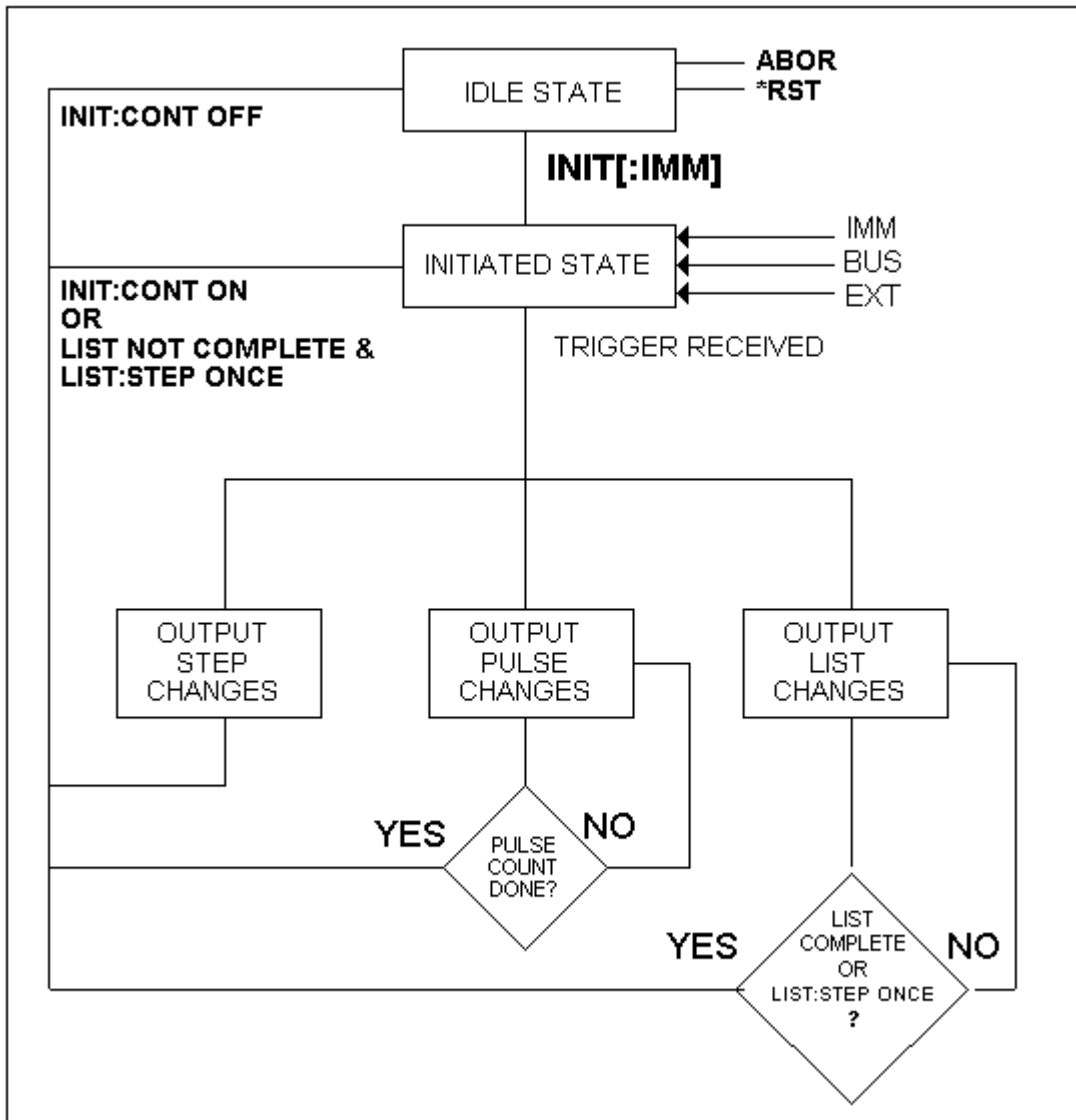 IDLE STATE
ABOR
*RST
INIT:CONT OFF
INIT[:IMM]
INITIATED STATE
IMM
BUS
EXT
INIT:CONT ON
OR
LIST NOT COMPLETE &
LIST:STEP ONCE
TRIGGER RECEIVED
OUTPUT
STEP
CHANGES
OUTPUT
PULSE
CHANGES
OUTPUT
LIST
CHANGES
YES
NO
PULSE
COUNT
DONE?
YES
NO
LIST
COMPLETE
OR
LIST:STEP ONCE
?